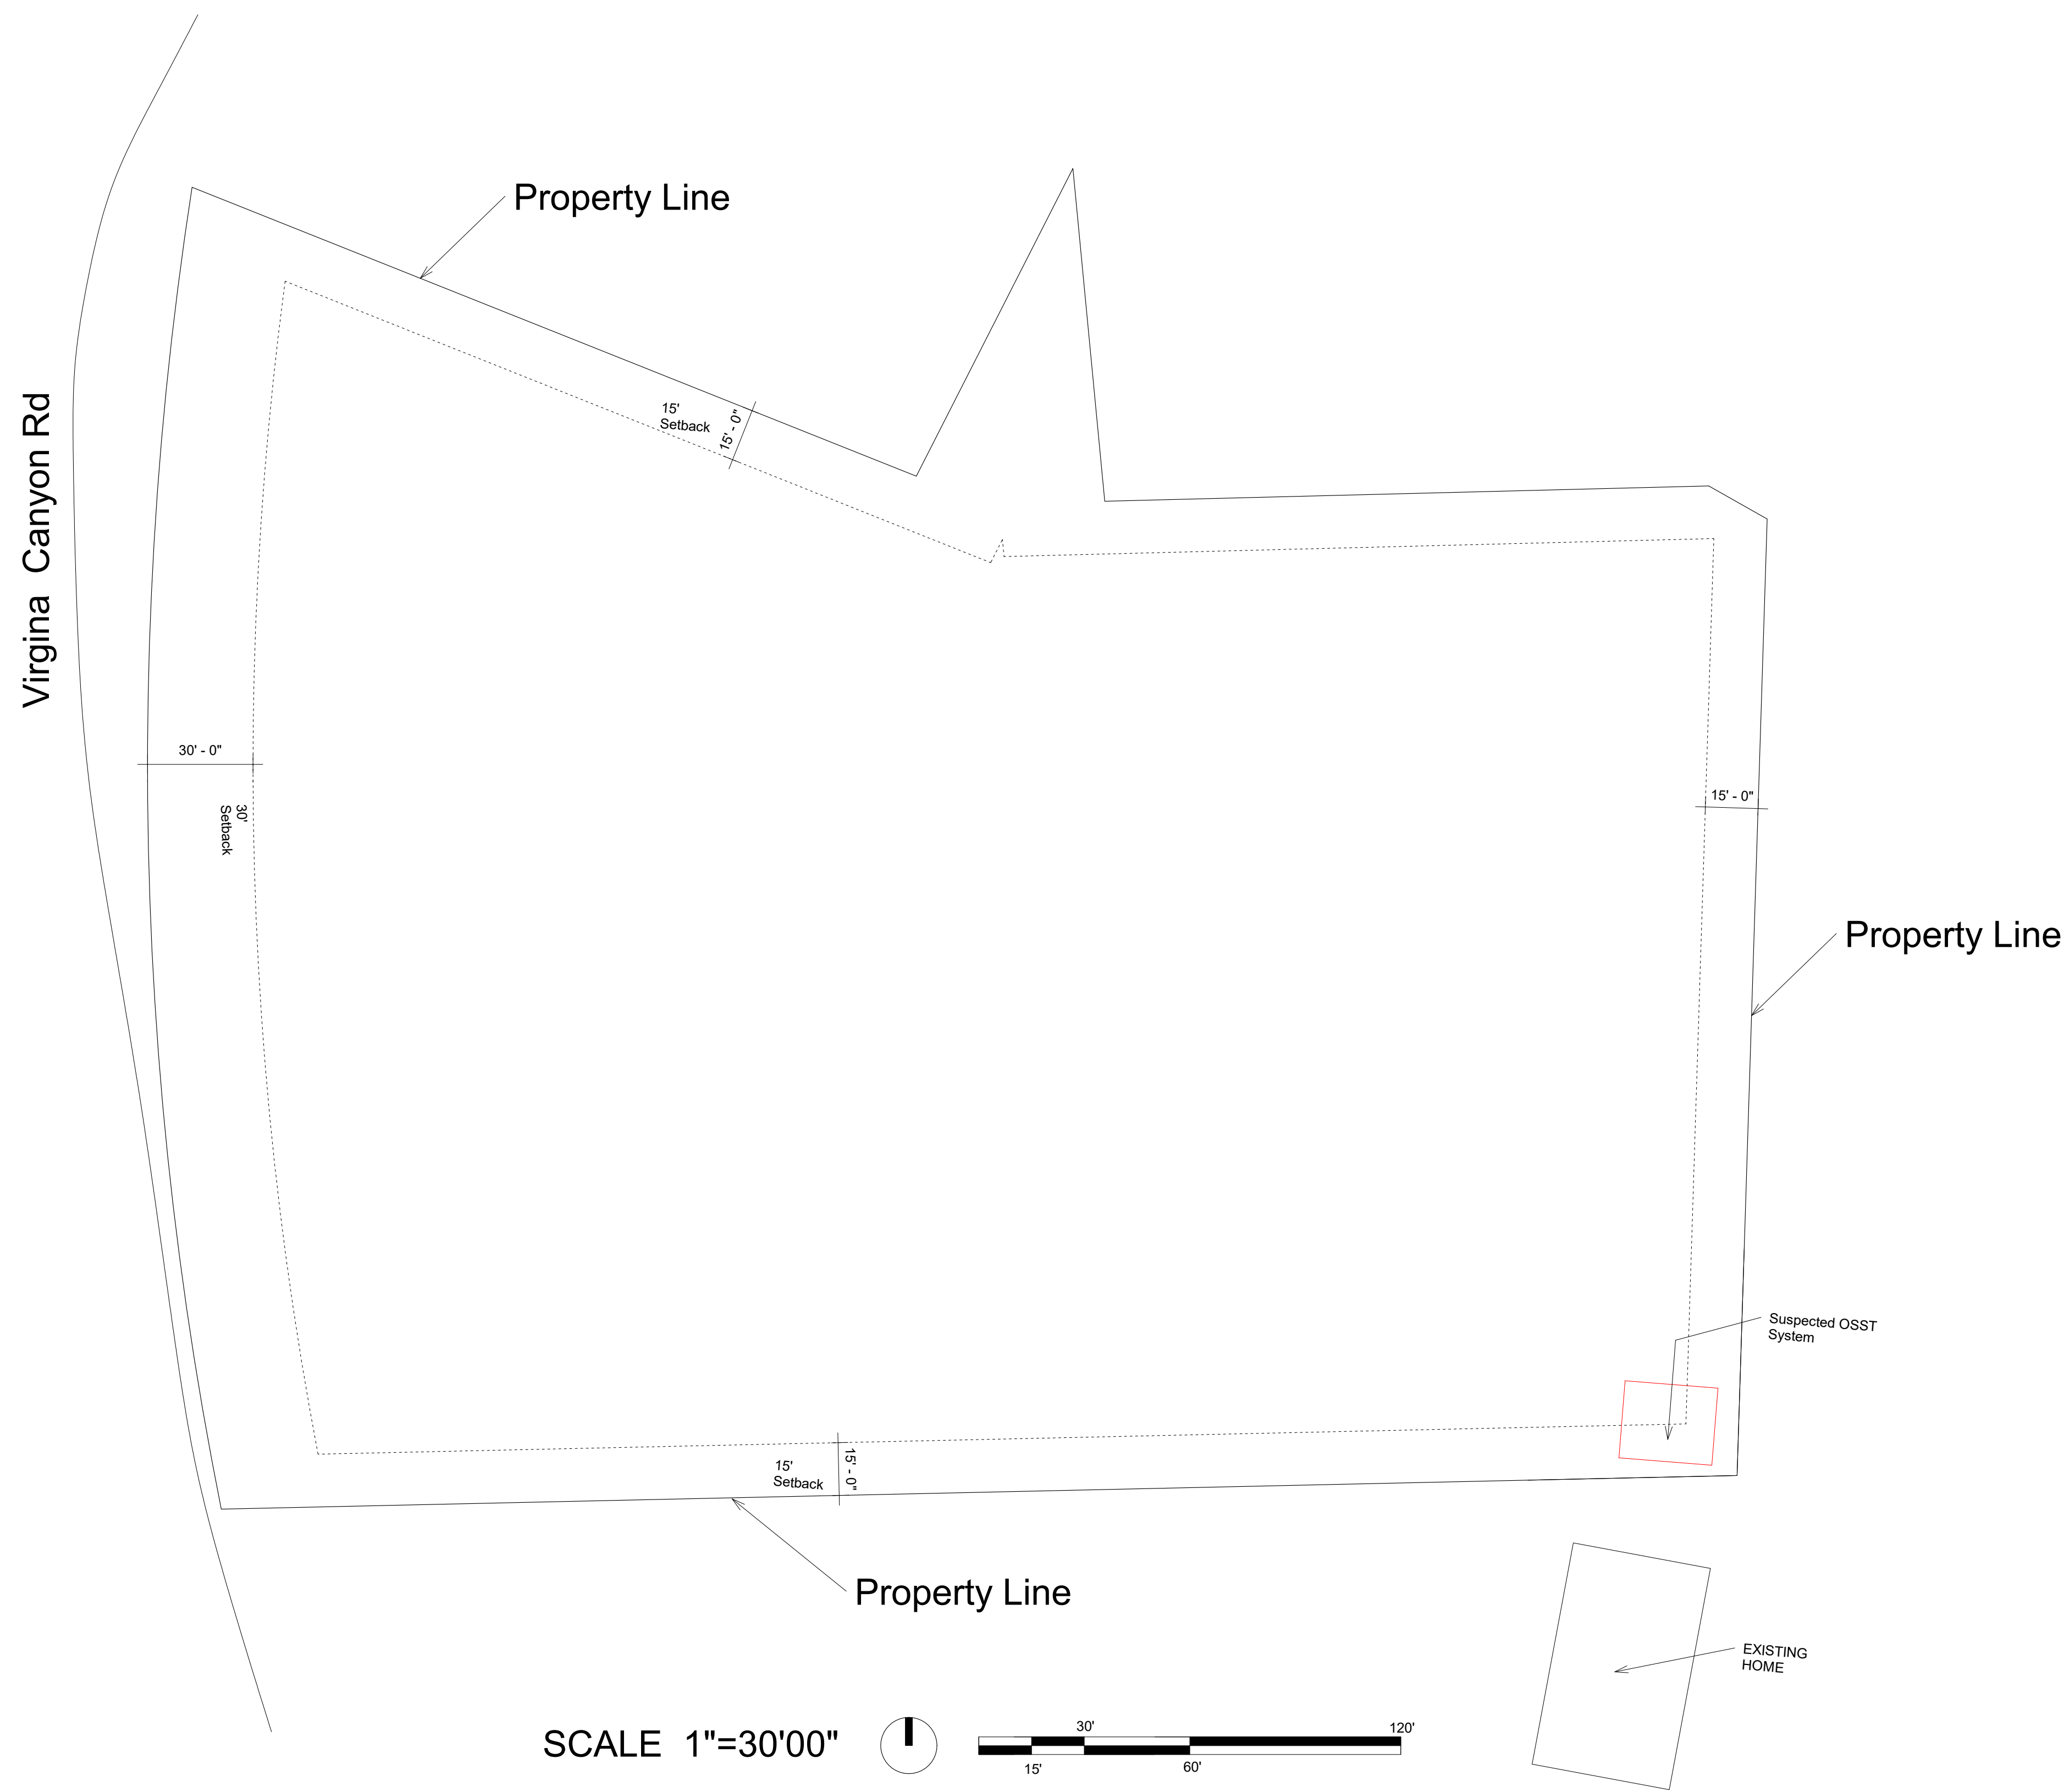 Property Line
15'
Setback
15' - 0"
Virgina Canyon Rd
30' - 0"
30'
Setback
15' - 0"
Property Line
Suspected OSST
System
15'
Setback
15' - 0"
Property Line
EXISTING
HOME
SCALE 1"=30'00"
30'
120'
15'
60'